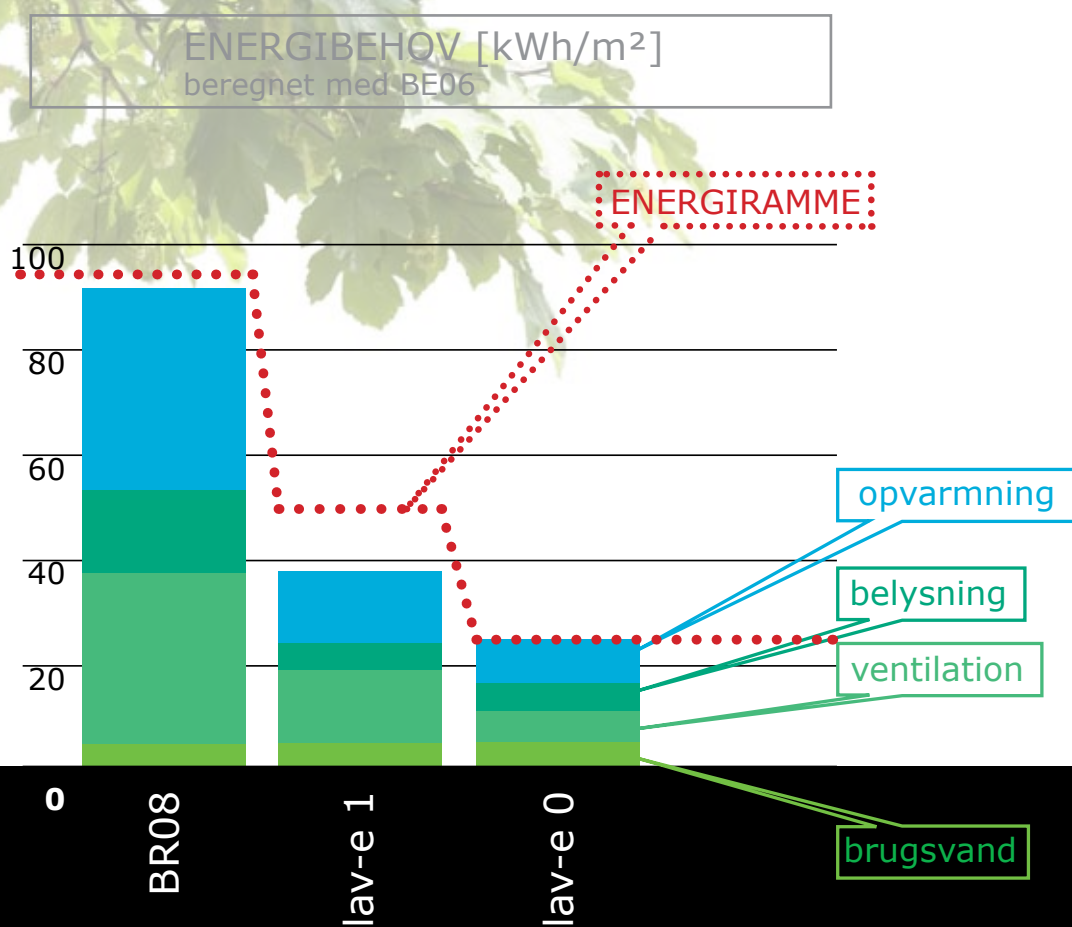 ENERGIBEHOV [kWh/m²]
beregnet med BE06
ENERGIRAMME
100
80
60
40
20
0
opvarmning
belysning
ventilation
brugsvand
BR08
lav-e 1
lav-e 0